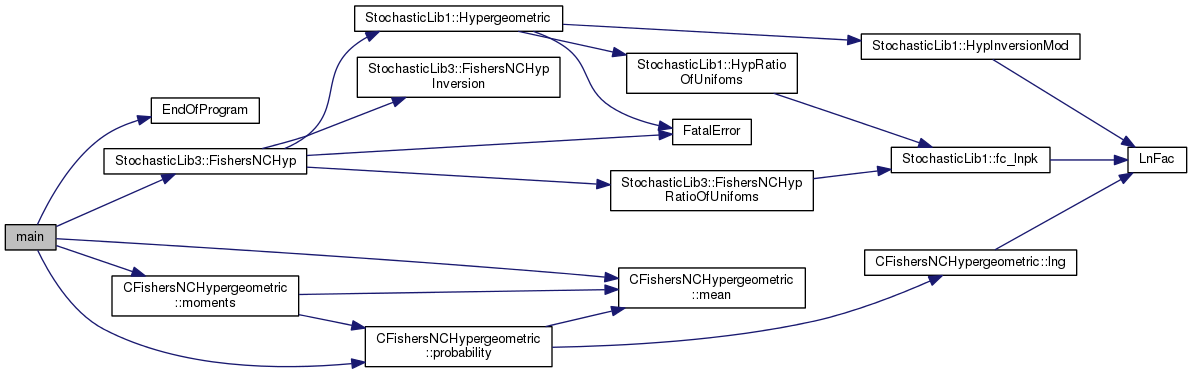 StochasticLib1::Hypergeometric
StochasticLib1::HypInversionMod
StochasticLib3::FishersNCHyp
Inversion
StochasticLib1::HypRatio
OfUnifoms
EndOfProgram
FatalError
StochasticLib3::FishersNCHyp
StochasticLib1::fc_lnpk
LnFac
StochasticLib3::FishersNCHyp
RatioOfUnifoms
main
CFishersNCHypergeometric::lng
CFishersNCHypergeometric
::moments
CFishersNCHypergeometric
::mean
CFishersNCHypergeometric
::probability